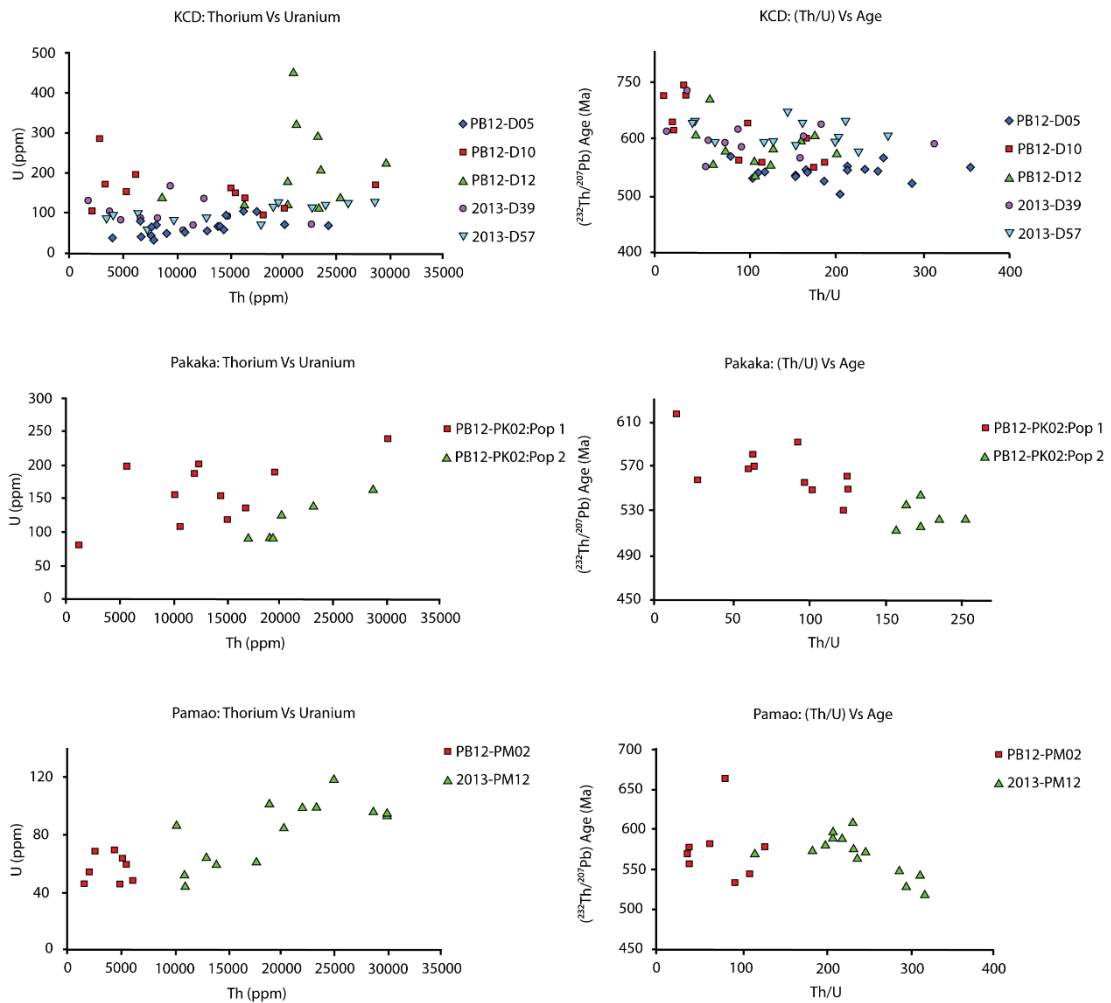 KCD: Thorium Vs Uranium
500
400
300
200
100
0
U (ppm)
0 5000 10000 15000 20000 25000 30000 35000
Th (ppm)
PB12-D05
PB12-D10
PB12-D12
2013-D39
2013-D57
KCD: (Th/U) Vs Age
750
600
500
400
(²³²Th/²⁰⁷Pb) Age (Ma)
0 100 200 300 400
Th/U
PB12-D05
PB12-D10
PB12-D12
2013-D39
2013-D57
Pakaka: Thorium Vs Uranium
300
250
200
150
100
50
0
U (ppm)
0 5000 10000 15000 20000 25000 30000 35000
Th (ppm)
PB12-PK02:Pop 1
PB12-PK02:Pop 2
Pakaka: (Th/U) Vs Age
610
570
530
490
450
(²³²Th/²⁰⁷Pb) Age (Ma)
0 50 100 150 250
Th/U
PB12-PK02:Pop 1
PB12-PK02:Pop 2
Pamao: Thorium Vs Uranium
120
80
40
0
U (ppm)
0 5000 10000 15000 20000 25000 30000 35000
Th (ppm)
PB12-PM02
2013-PM12
Pamao: (Th/U) Vs Age
700
650
600
550
500
450
(²³²Th/²⁰⁷Pb) Age (Ma)
0 100 200 300 400
Th/U
PB12-PM02
2013-PM12